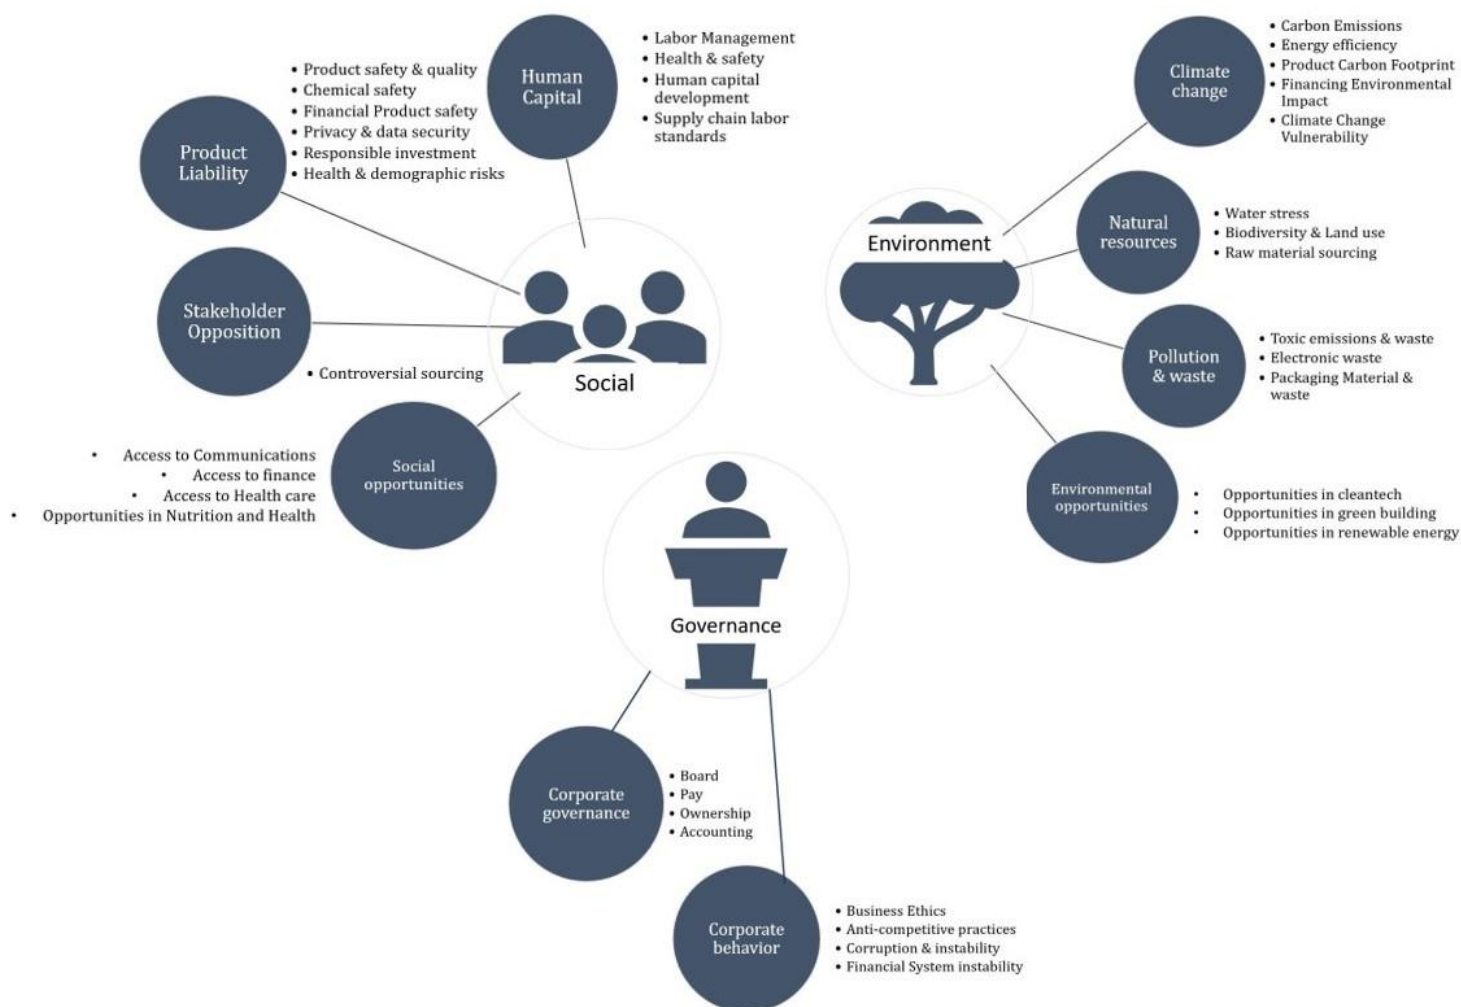 Human
Capital
• Labor Management
• Health & safety
• Human capital
development
• Supply chain labor
standards
Product
Liability
• Product safety & quality
• Chemical safety
• Financial Product safety
• Privacy & data security
• Responsible investment
• Health & demographic risks
Stakeholder
Opposition
• Controversial sourcing
Social
Social
opportunities
• Access to Communications
• Access to finance
• Access to Health care
• Opportunities in Nutrition and Health
Climate
change
• Carbon Emissions
• Energy efficiency
• Product Carbon Footprint
• Financing Environmental
Impact
• Climate Change
Vulnerability
Environment
Natural
resources
• Water stress
• Biodiversity & Land use
• Raw material sourcing
Pollution
& waste
• Toxic emissions & waste
• Electronic waste
• Packaging Material &
waste
Environmental
opportunities
• Opportunities in cleantech
• Opportunities in green building
• Opportunities in renewable energy
Governance
Corporate
governance
• Board
• Pay
• Ownership
• Accounting
Corporate
behavior
• Business Ethics
• Anti-competitive practices
• Corruption & instability
• Financial System instability